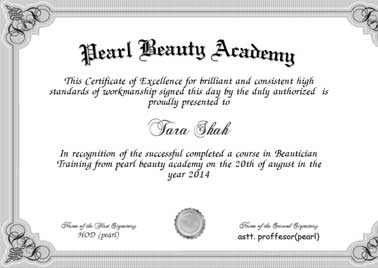 Pearl Beauty Academy
This Certificate of Excellence for brilliant and consistent high
standards of workmanship signed this day by the duly authorized is
proudly presented to
Tara Shah
In recognition of the successful completed a course in Beautician
Training from pearl beauty academy on the 20th of august in the
year 2014
Name of the First Signatory
HOD (pearl)
Name of the Second Signatory
astt. proffesor(pearl)